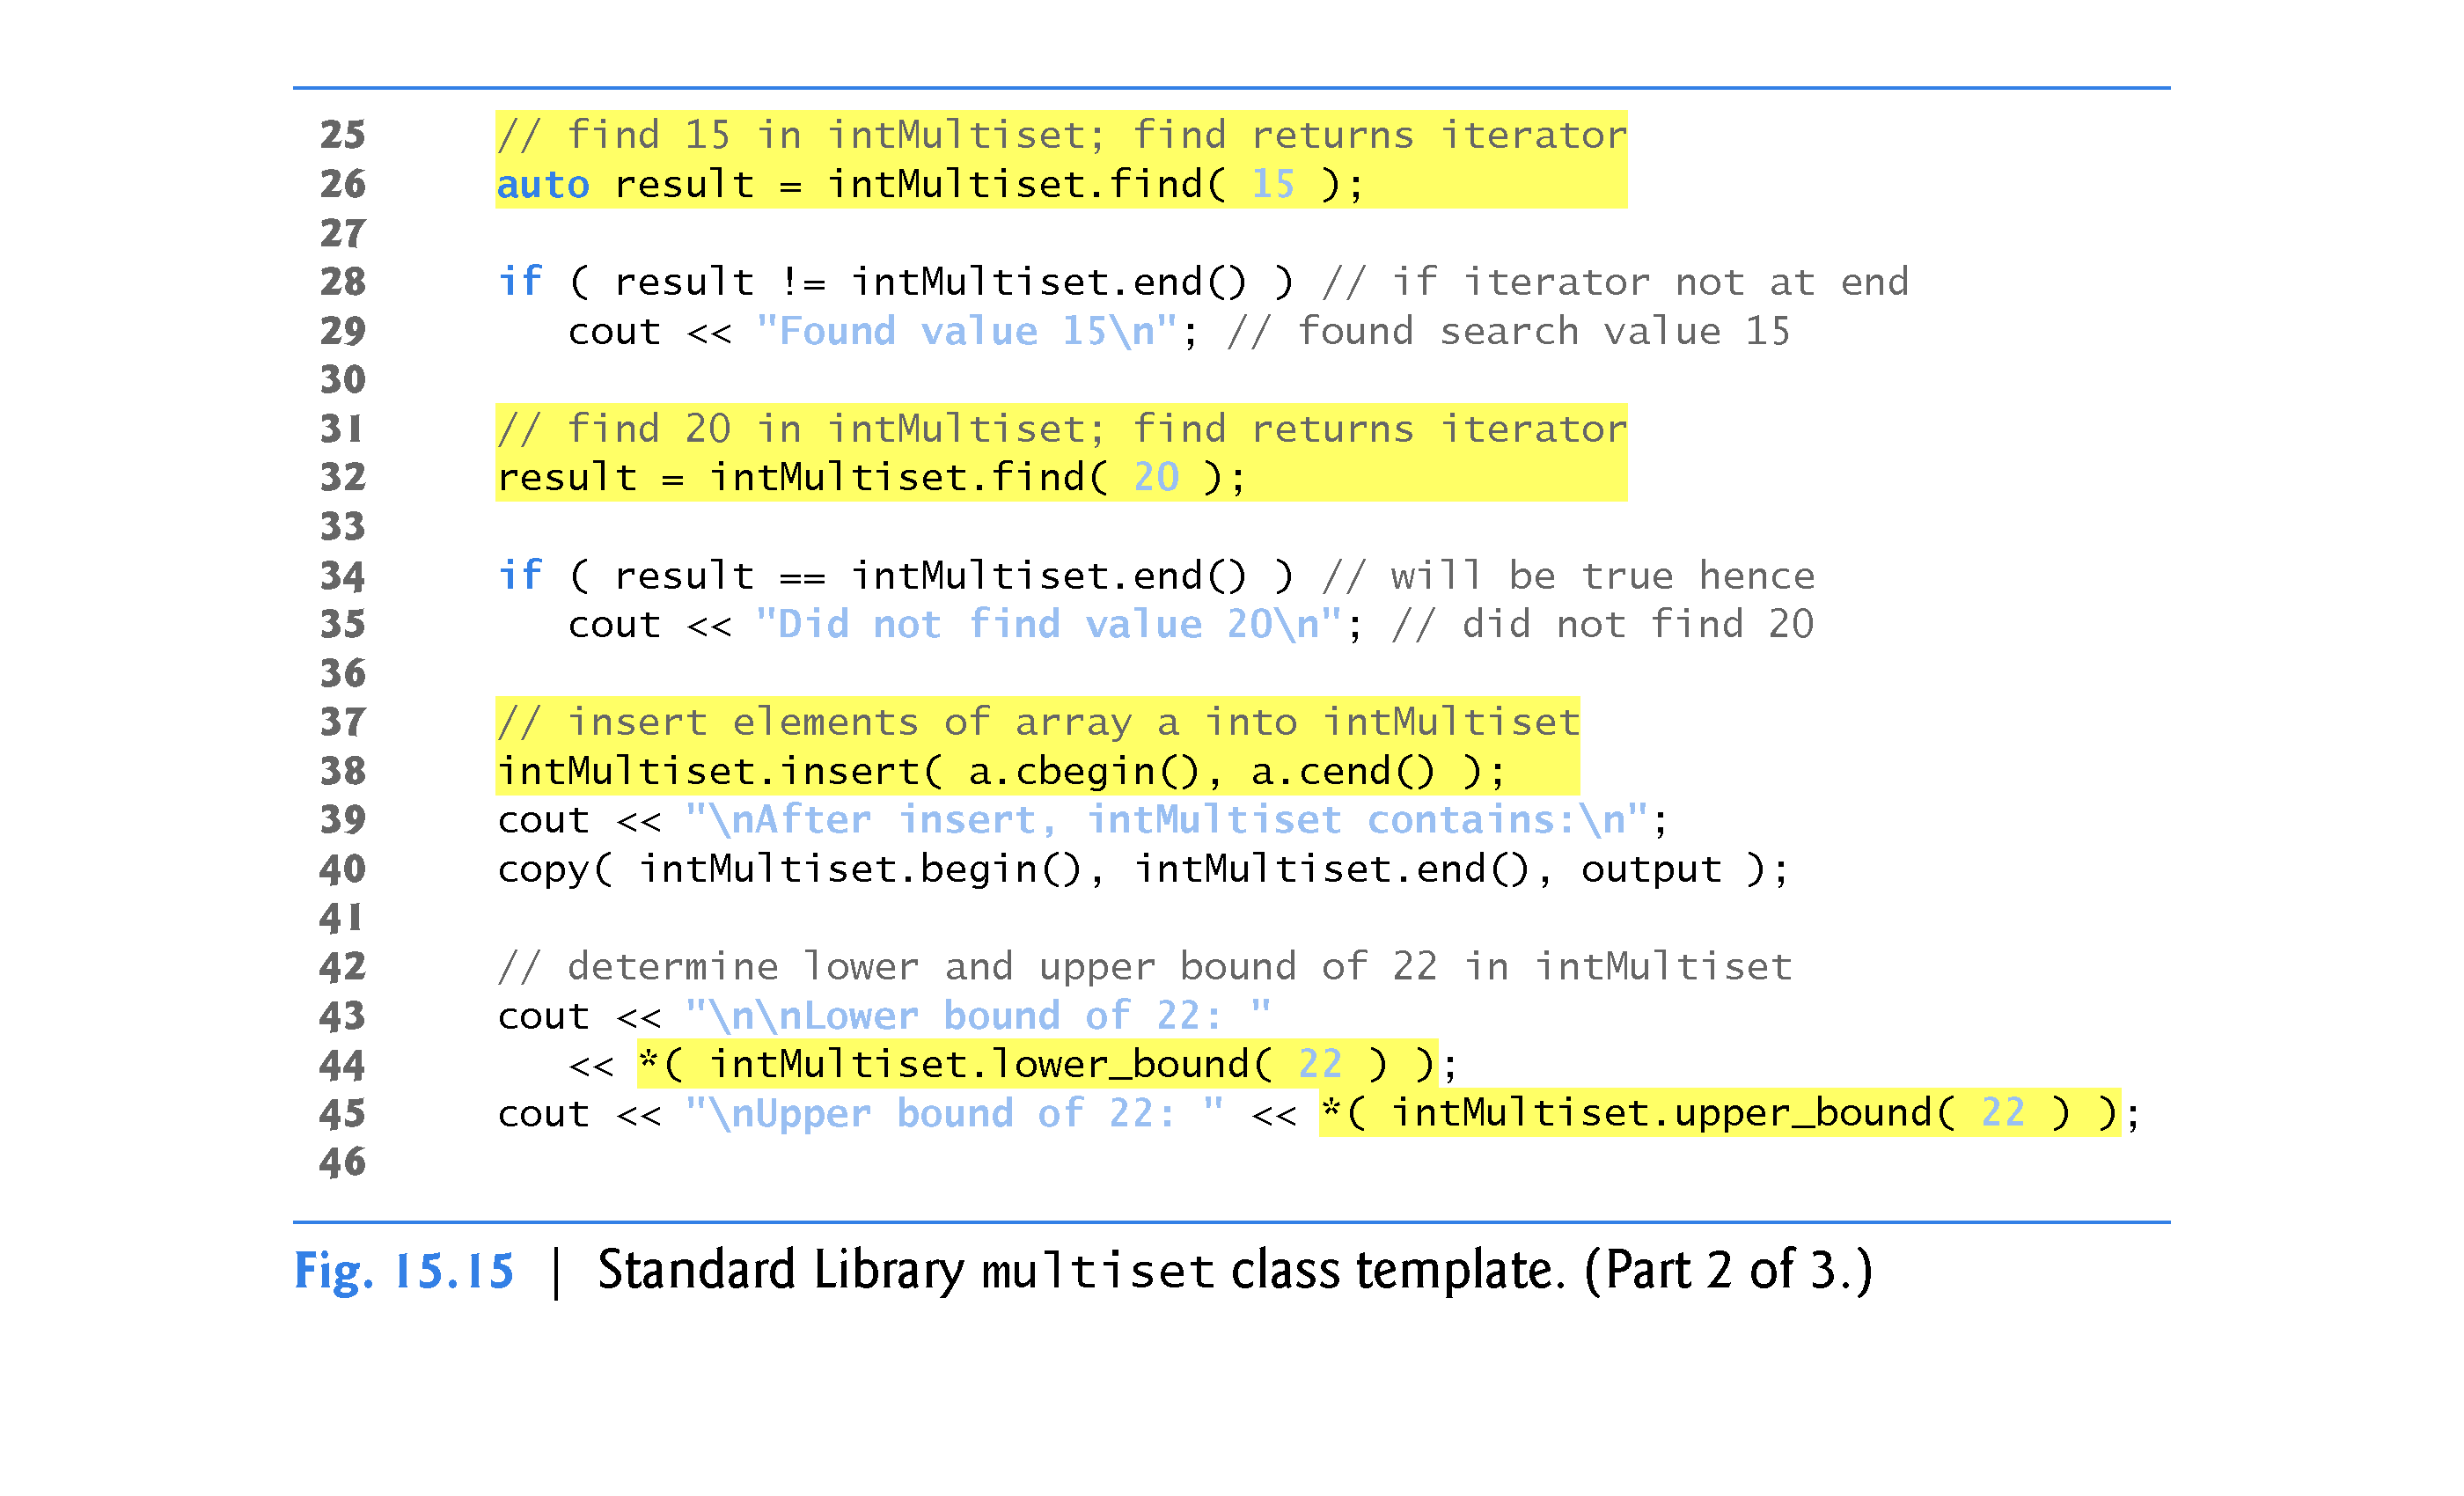 25 // find 15 in intMultiset; find returns iterator
26 auto result = intMultiset.find( 15 );
27
28 if ( result != intMultiset.end() ) // if iterator not at end
29    cout << "Found value 15\n"; // found search value 15
30
31 // find 20 in intMultiset; find returns iterator
32 result = intMultiset.find( 20 );
33
34 if ( result == intMultiset.end() ) // will be true hence
35    cout << "Did not find value 20\n"; // did not find 20
36
37 // insert elements of array a into intMultiset
38 intMultiset.insert( a.cbegin(), a.cend() );
39 cout << "\nAfter insert, intMultiset contains:\n";
40 copy( intMultiset.begin(), intMultiset.end(), output );
41
42 // determine lower and upper bound of 22 in intMultiset
43 cout << "\n\nLower bound of 22: "
44    << *( intMultiset.lower_bound( 22 ) );
45 cout << "\nUpper bound of 22: " << *( intMultiset.upper_bound( 22 ) );
46
Fig. 15.15 | Standard Library multiset class template. (Part 2 of 3.)